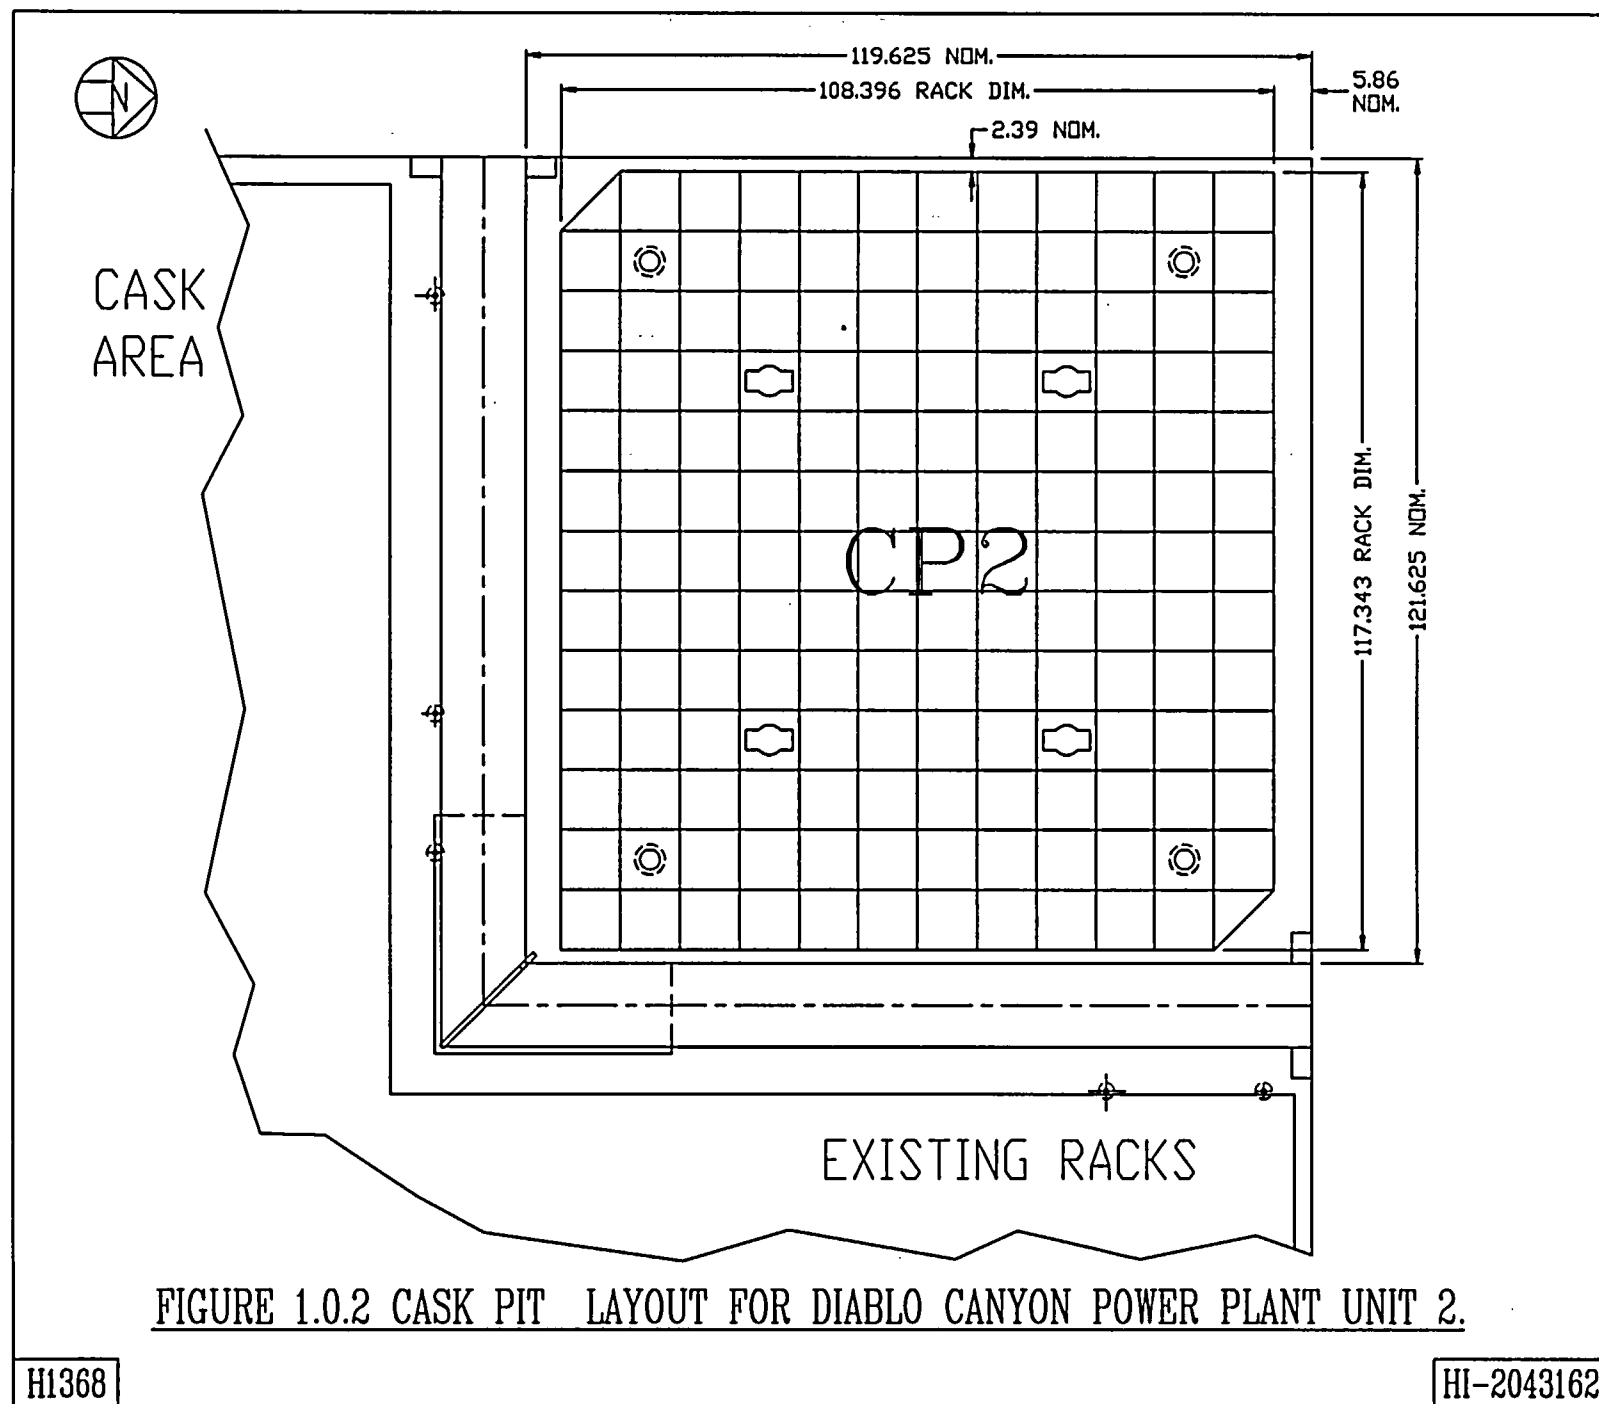 119.625 NOM.
108.396 RACK DIM.
5.86
NOM.
2.39 NOM.
N
CASK
AREA
117.343 RACK DIM.
121.625 NOM.
CP2
EXISTING RACKS
FIGURE 1.0.2 CASK PIT LAYOUT FOR DIABLO CANYON POWER PLANT UNIT 2.
H1368
HI-2043162